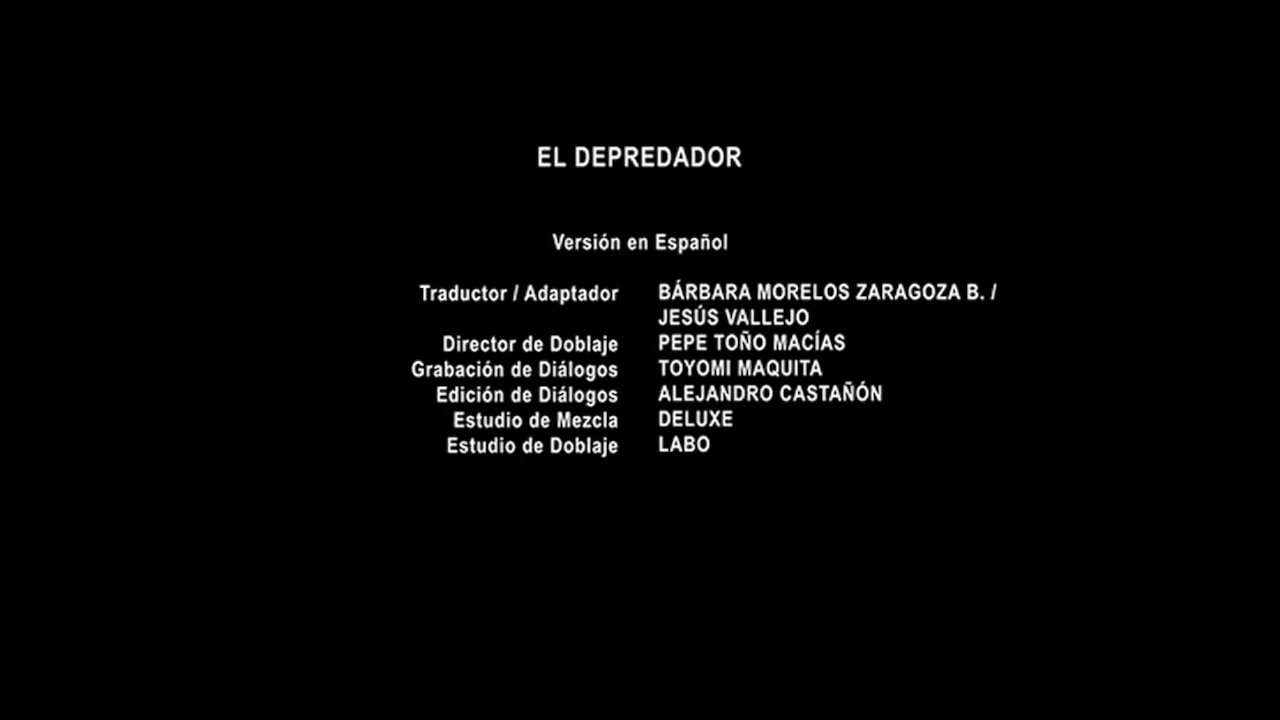 EL DEPREDADOR
Versión en Español
Traductor / Adaptador BÁRBARA MORELOS ZARAGOZA B. /
JESÚS VALLEJO
Director de Doblaje PEPE TOÑO MACÍAS
Grabación de Diálogos TOYOMI MAQUITA
Edición de Diálogos ALEJANDRO CASTAÑÓN
Estudio de Mezcla DELUXE
Estudio de Doblaje LABO